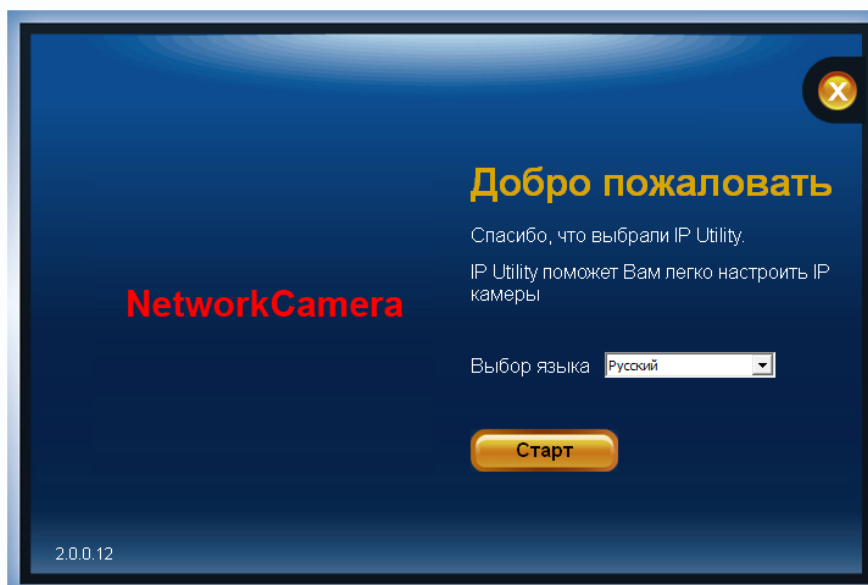 Добро пожаловать
Спасибо, что выбрали IP Utility.
IP Utility поможет Вам легко настроить IP
камеры
NetworkCamera
Выбор языка Русский
Старт
2.0.0.12